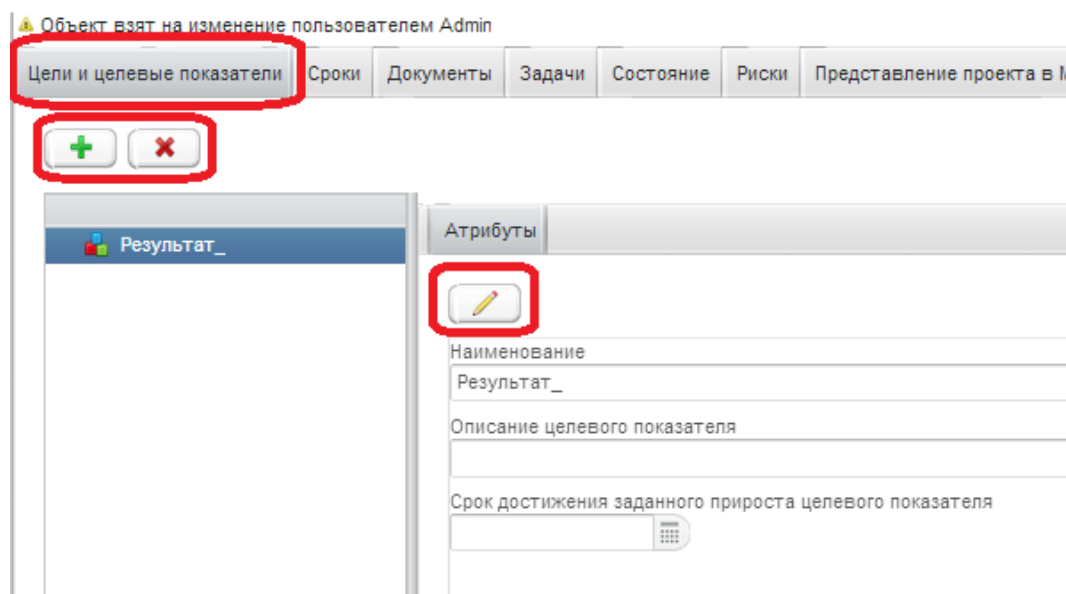 Объект взят на изменение пользователем Admin
Цели и целевые показатели Сроки Документы Задачи Состояние Риски Представление проекта в
Результат_
Атрибуты
Наименование
Результат_
Описание целевого показателя
Срок достижения заданного прироста целевого показателя